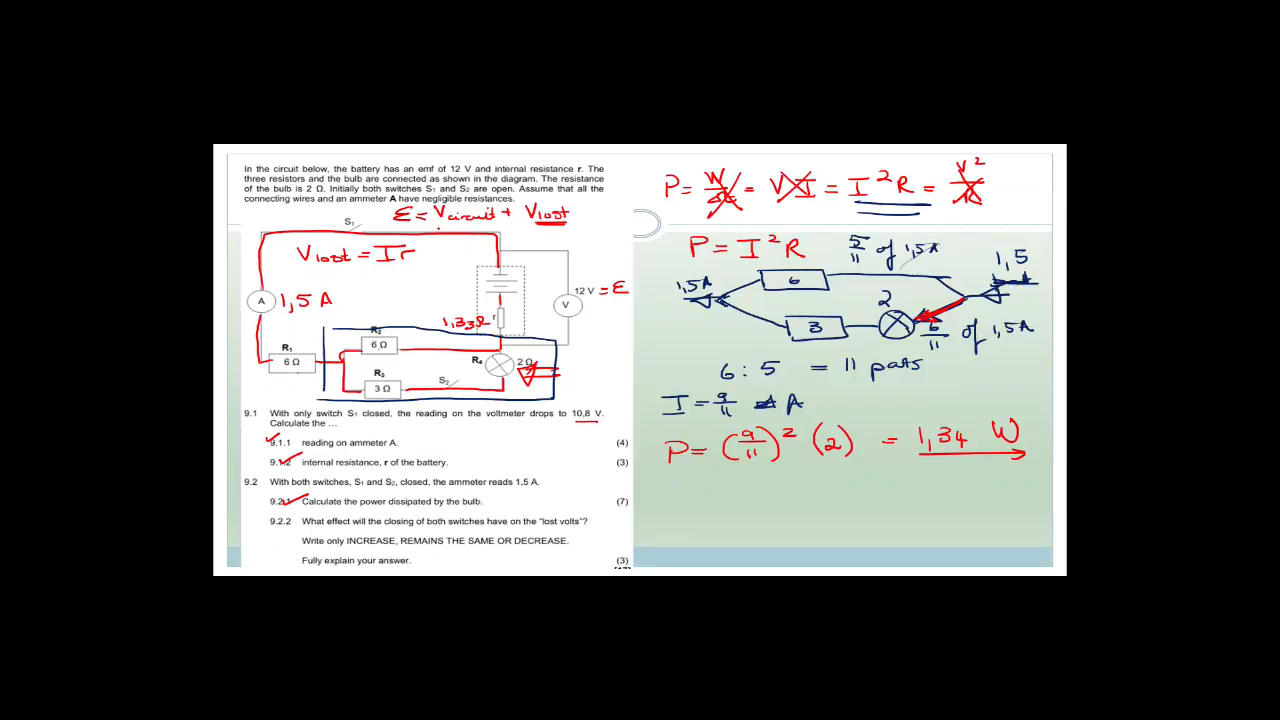 In the circuit below, the battery has an emf of 12 V and internal resistance r. The
three resistors and the bulb are connected as shown in the diagram. The resistance
of the bulb is 2 Ω. Initially both switches S₁ and S₂ are open. Assume that all the
connecting wires and an ammeter A have negligible resistances.
Ɛ = Vcircuit + Vlost
S₁
Vlost = Ir
A
1,5 A
12 V = Ɛ
V
r
1,33Ω
R₁
6 Ω
R₂
6 Ω
R₃
3 Ω
S₂
R₄
2 Ω
9.1 With only switch S₁ closed, the reading on the voltmeter drops to 10,8 V.
Calculate the …
9.1.1 reading on ammeter A. (4)
9.1.2 internal resistance, r of the battery. (3)
9.2 With both switches, S₁ and S₂, closed, the ammeter reads 1,5 A.
9.2.1 Calculate the power dissipated by the bulb. (7)
9.2.2 What effect will the closing of both switches have on the “lost volts”?
Write only INCREASE, REMAINS THE SAME OR DECREASE.
Fully explain your answer. (3)
P = W/Δt = VI = I²R = V²/R
P = I²R
5/11 of 1,5A
1,5A
6
1,5
3
2
6/11 of 1,5A
6 : 5 = 11 parts
I = 9/11 A
P = (9/11)² (2) = 1,34 W